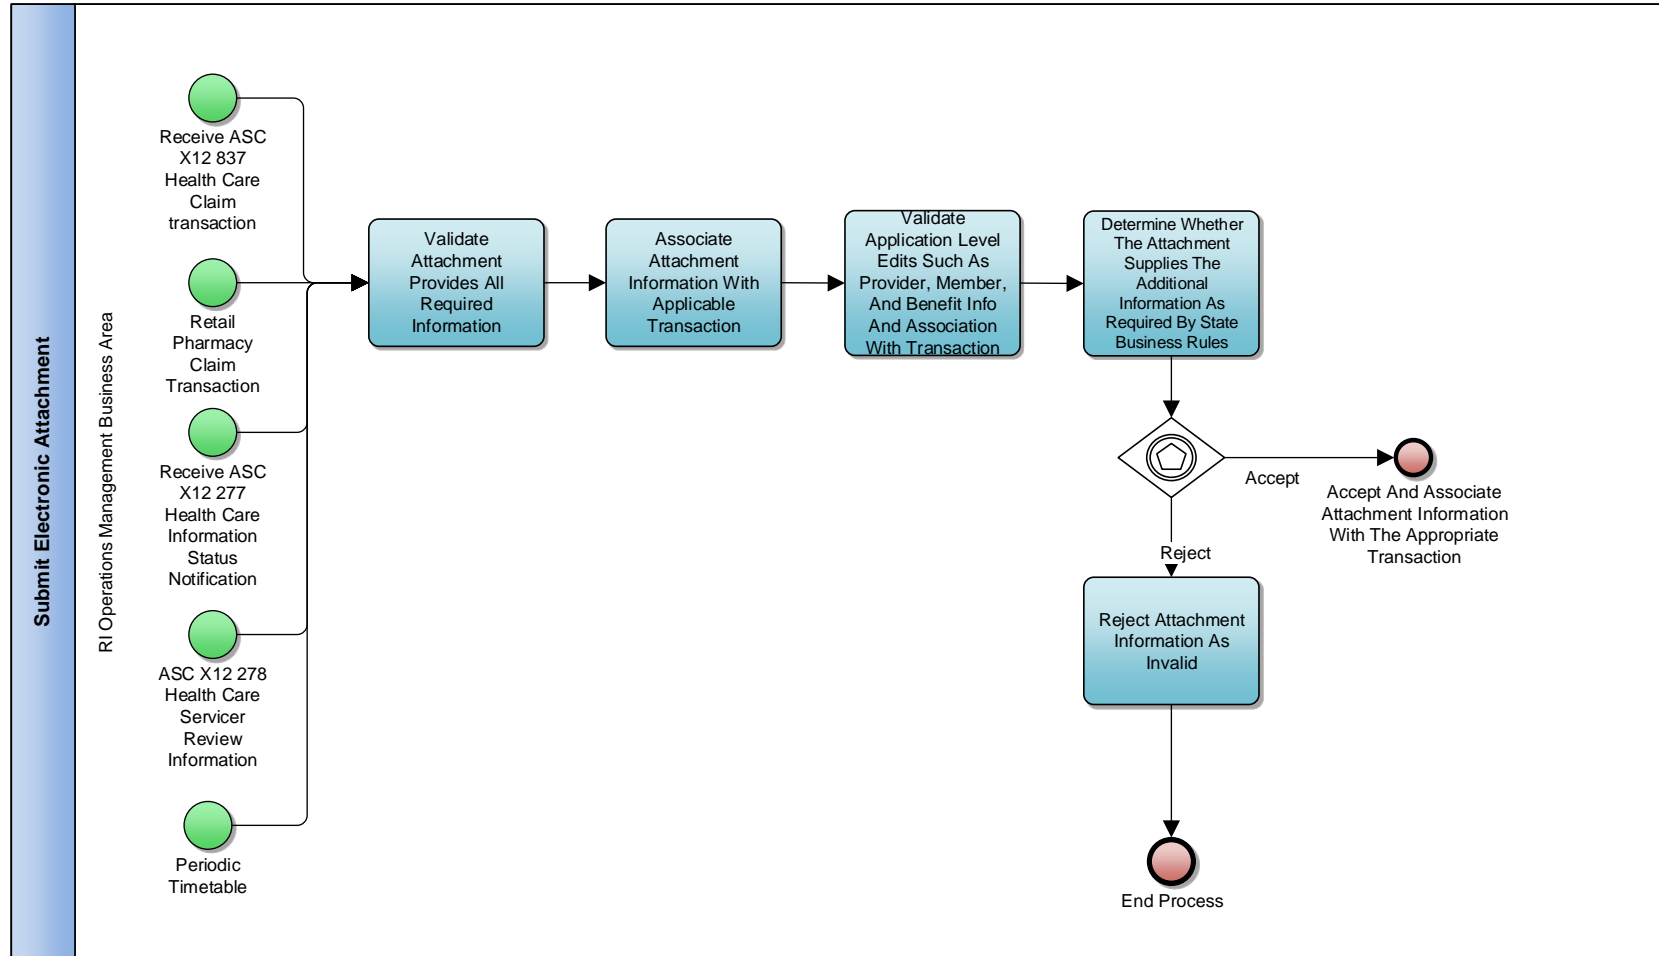 Submit Electronic Attachment
RI Operations Management Business Area
Receive ASC
X12 837
Health Care
Claim
transaction
Retail
Pharmacy
Claim
Transaction
Receive ASC
X12 277
Health Care
Information
Status
Notification
ASC X12 278
Health Care
Servicer
Review
Information
Periodic
Timetable
Validate
Attachment
Provides All
Required
Information
Associate
Attachment
Information With
Applicable
Transaction
Validate
Application Level
Edits Such As
Provider, Member,
And Benefit Info
And Association
With Transaction
Determine Whether
The Attachment
Supplies The
Additional
Information As
Required By State
Business Rules
Accept
Accept And Associate
Attachment Information
With The Appropriate
Transaction
Reject
Reject Attachment
Information As
Invalid
End Process